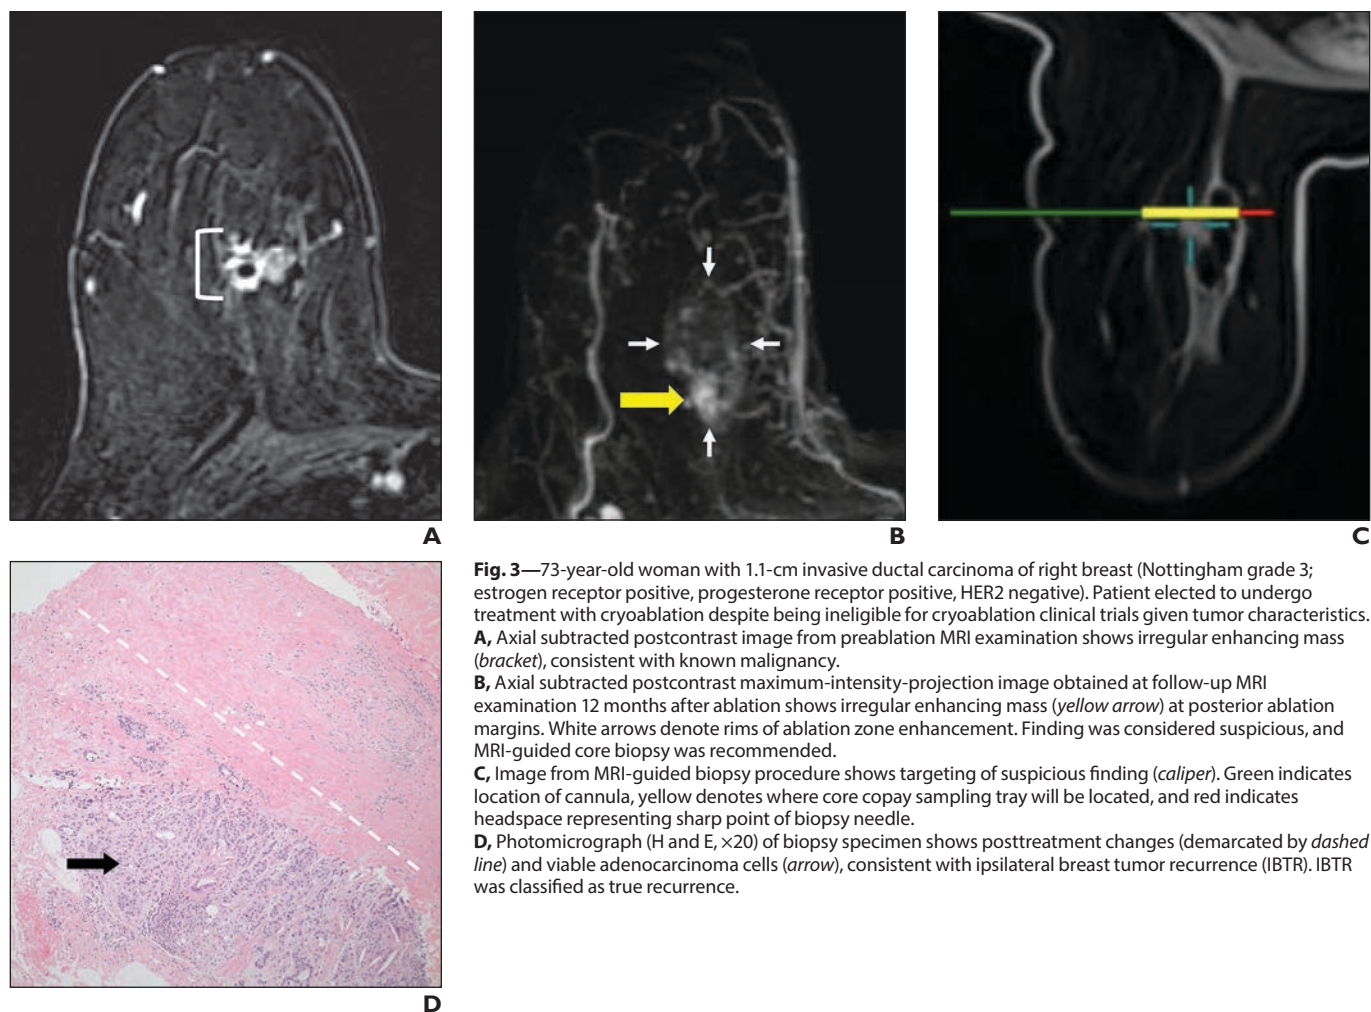 A
B
C
D
Fig. 3—73-year-old woman with 1.1-cm invasive ductal carcinoma of right breast (Nottingham grade 3;
estrogen receptor positive, progesterone receptor positive, HER2 negative). Patient elected to undergo
treatment with cryoablation despite being ineligible for cryoablation clinical trials given tumor characteristics.
A, Axial subtracted postcontrast image from preablation MRI examination shows irregular enhancing mass
(bracket), consistent with known malignancy.
B, Axial subtracted postcontrast maximum-intensity-projection image obtained at follow-up MRI
examination 12 months after ablation shows irregular enhancing mass (yellow arrow) at posterior ablation
margins. White arrows denote rims of ablation zone enhancement. Finding was considered suspicious, and
MRI-guided core biopsy was recommended.
C, Image from MRI-guided biopsy procedure shows targeting of suspicious finding (caliper). Green indicates
location of cannula, yellow denotes where core copay sampling tray will be located, and red indicates
headspace representing sharp point of biopsy needle.
D, Photomicrograph (H and E, ×20) of biopsy specimen shows posttreatment changes (demarcated by dashed
line) and viable adenocarcinoma cells (arrow), consistent with ipsilateral breast tumor recurrence (IBTR). IBTR
was classified as true recurrence.